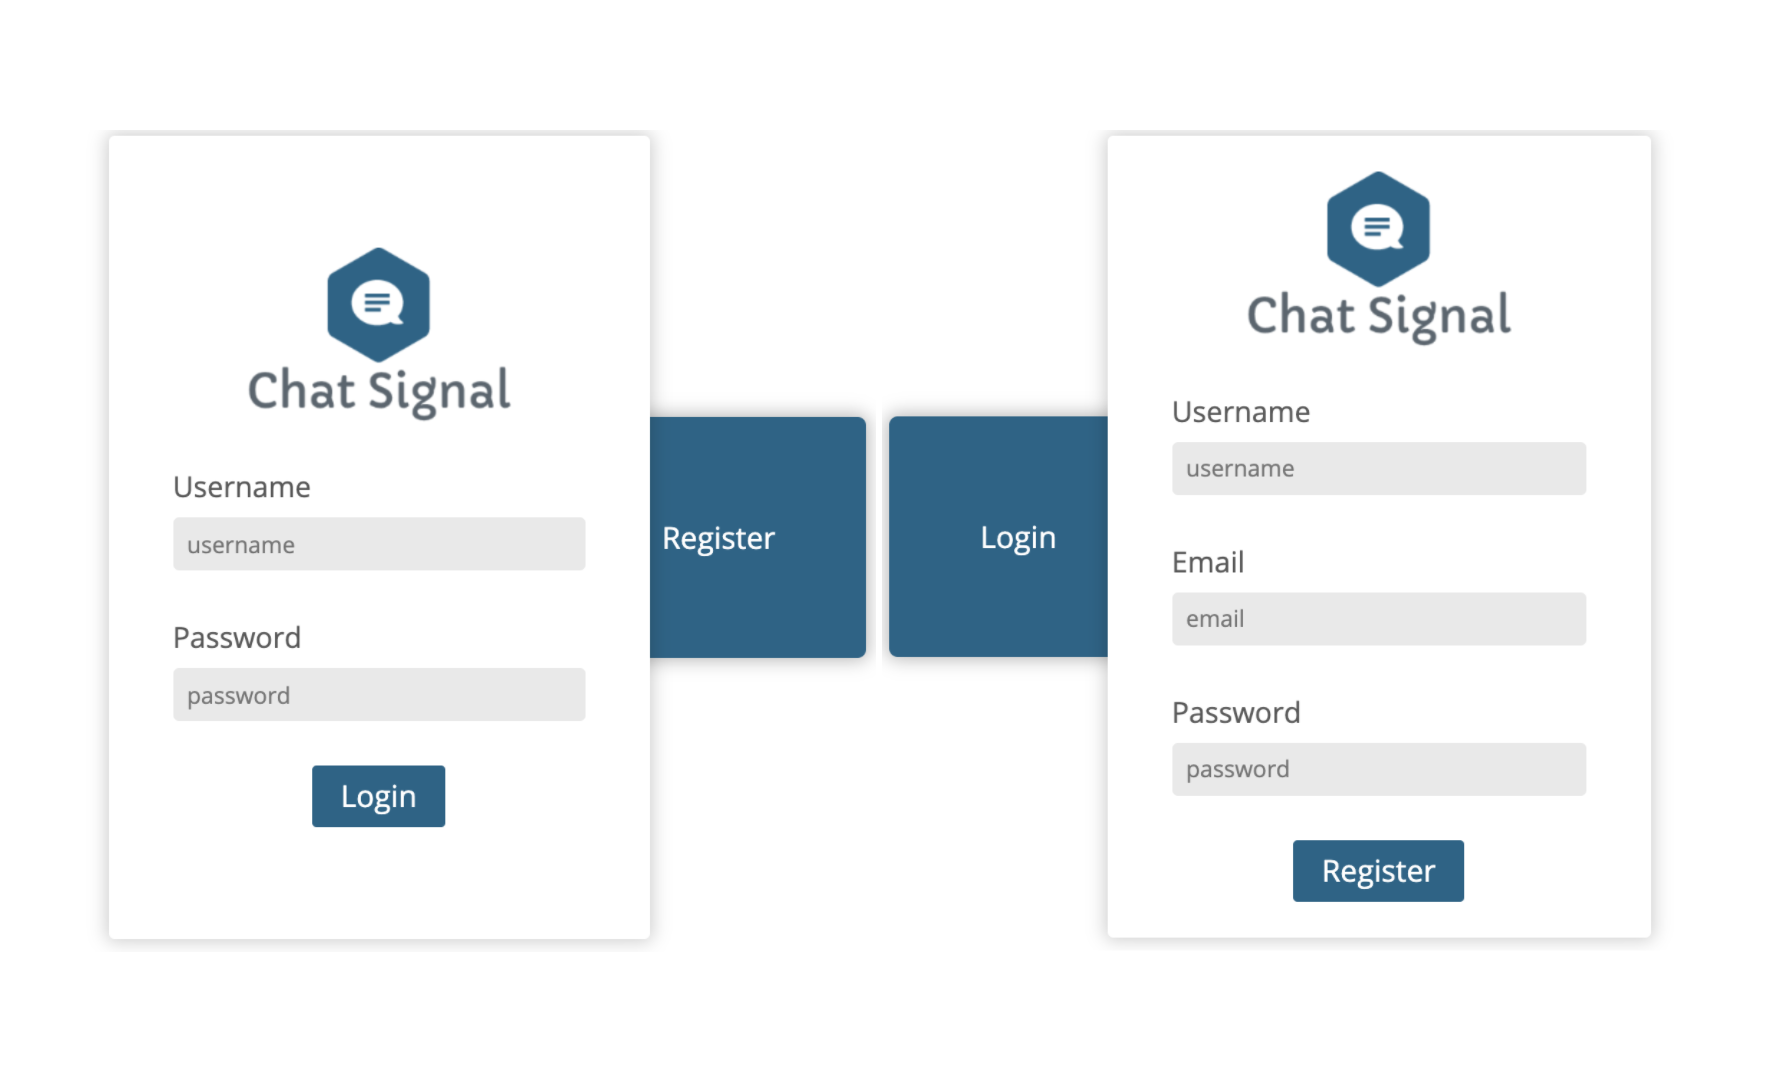 Chat Signal
Username
username
Password
password
Login
Register
Login
Chat Signal
Username
username
Email
email
Password
password
Register